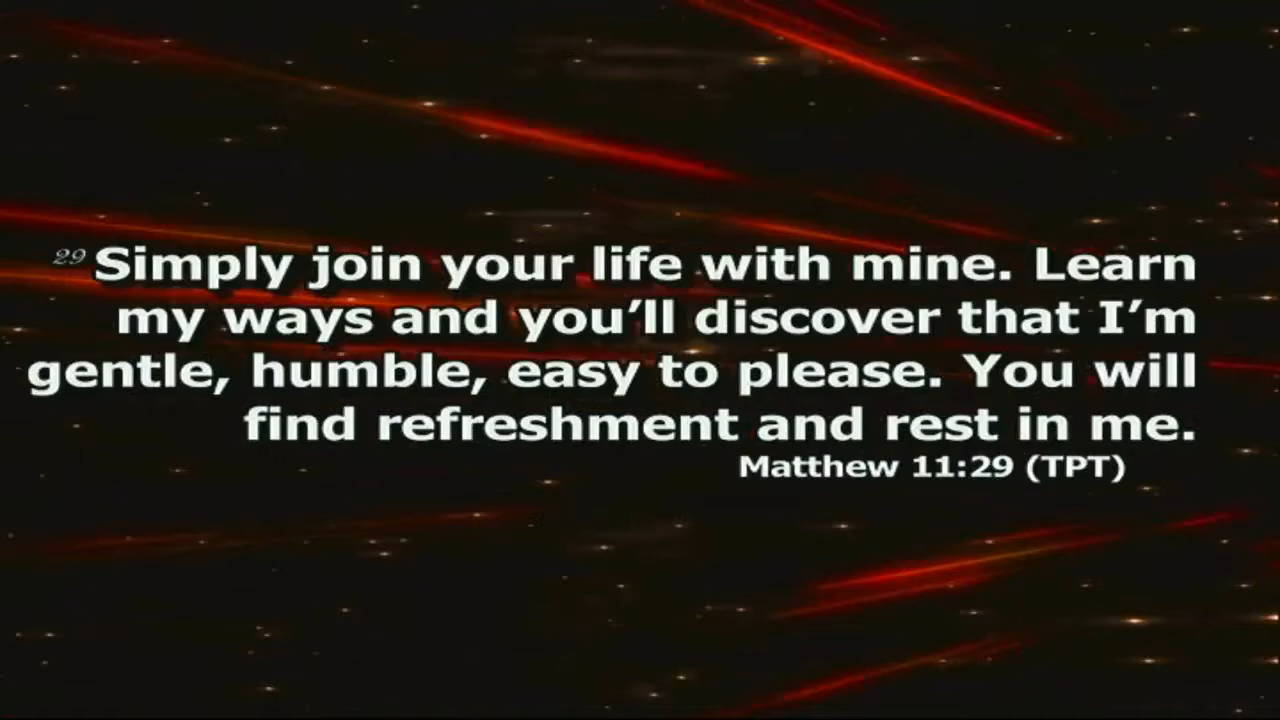 29 Simply join your life with mine. Learn
my ways and you’ll discover that I’m
gentle, humble, easy to please. You will
find refreshment and rest in me.
Matthew 11:29 (TPT)